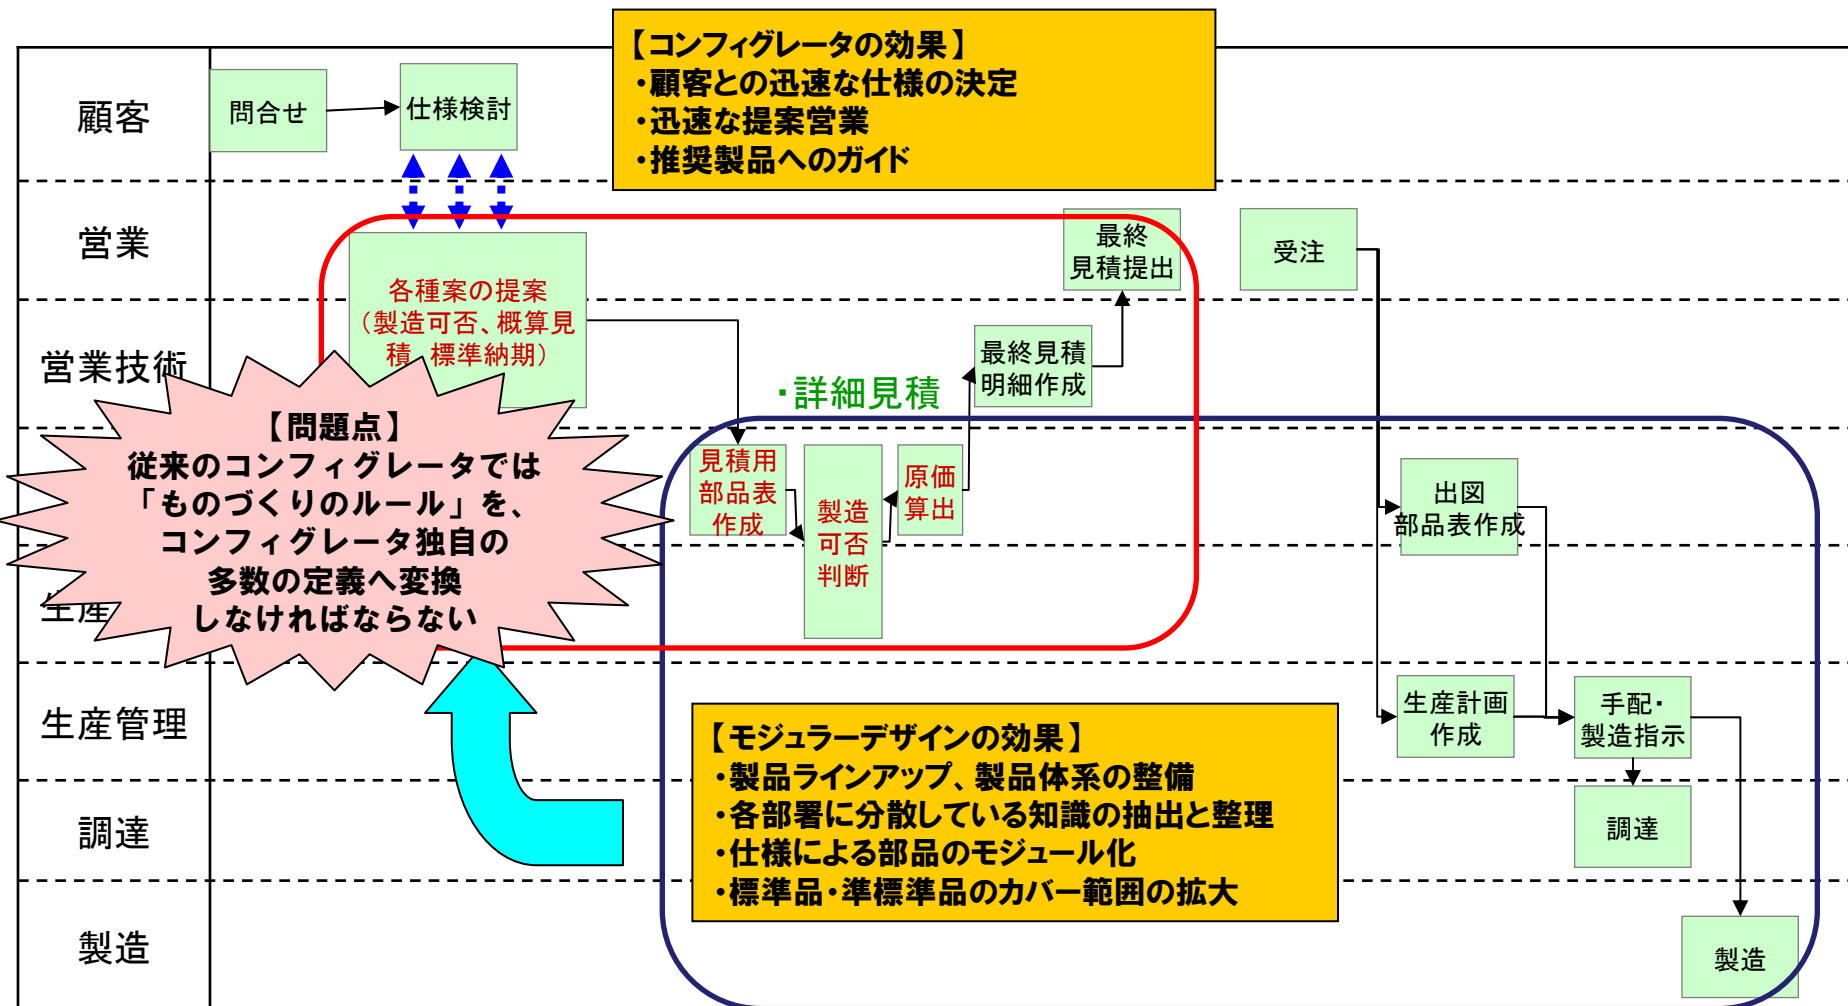 【コンフィグレータの効果】
・顧客との迅速な仕様の決定
・迅速な提案営業
・推奨製品へのガイド
顧客
問合せ
仕様検討
営業
各種案の提案
（製造可否、概算見
積、標準納期）
最終
見積提出
受注
営業技術
・詳細見積
最終見積
明細作成
【問題点】
従来のコンフィグレータでは
「ものづくりのルール」を、
コンフィグレータ独自の
多数の定義へ変換
しなければならない
見積用
部品表
作成
製造
可否
判断
原価
算出
出図
部品表作成
生産
生産管理
生産計画
作成
手配・
製造指示
【モジュラーデザインの効果】
・製品ラインアップ、製品体系の整備
・各部署に分散している知識の抽出と整理
・仕様による部品のモジュール化
・標準品・準標準品のカバー範囲の拡大
調達
調達
製造
製造